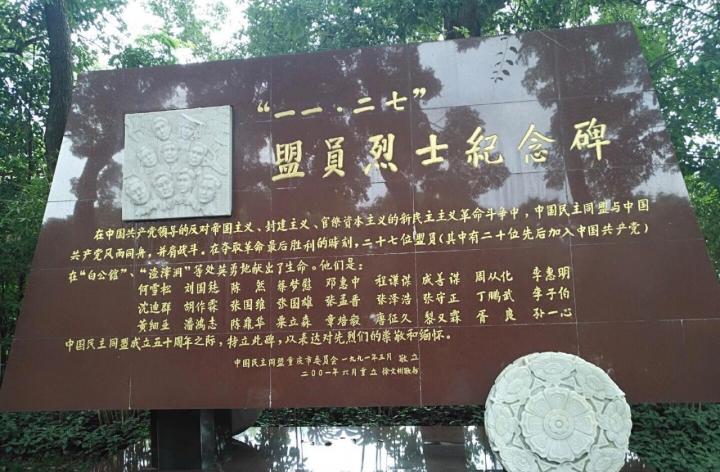 “一一·二七”
盟員烈士紀念碑
在中国共产党领导的反对帝国主义、封建主义、官僚资本主义的新民主主义革命斗争中，中国民主同盟与中国
共产党风雨同舟，并肩战斗。在夺取革命最后胜利的时刻，二十七位盟员(其中有二十位先后加入中国共产党)
在“白公馆”、“渣滓洞”等处英勇地献出了生命。他们是：
何雪松 刘国鋕 陈然 蔡梦慰 邓惠中 程谦谋 成善谋 周从化 李惠明
沈迪群 胡作霖 张国维 张国雄 张孟晋 张泽浩 张守正 丁鹏武 李子伯
黄细亚 潘鸿志 陈鼎华 粟立森 章培毅 唐征久 黎又霖 胥良 孙一心
中国民主同盟成立五十周年之际，特立此碑，以表达对先烈们的崇敬和缅怀。
中国民主同盟重庆市委员会一九九一年三月 敬立
二00一年六月重立 徐文彬敬书